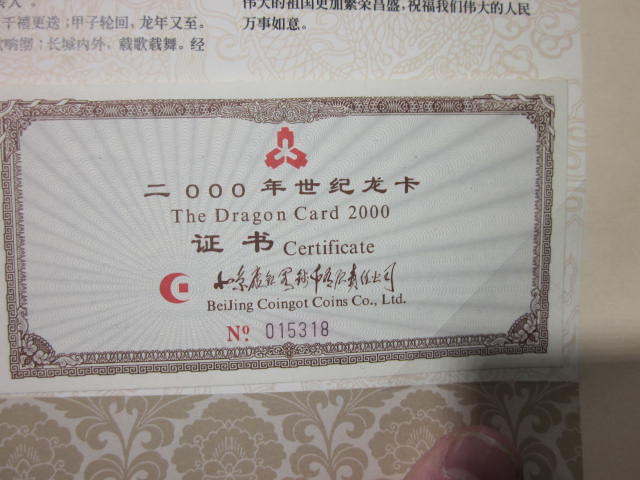 千禧更迭；甲子轮回，龙年又至。
长城内外，载歌载舞。经
伟大的祖国更加繁荣昌盛，祝福我们伟大的人民
万事如意。
二000年世纪龙卡
The Dragon Card 2000
证书 Certificate
BeiJing Coingot Coins Co., Ltd.
No. 015318